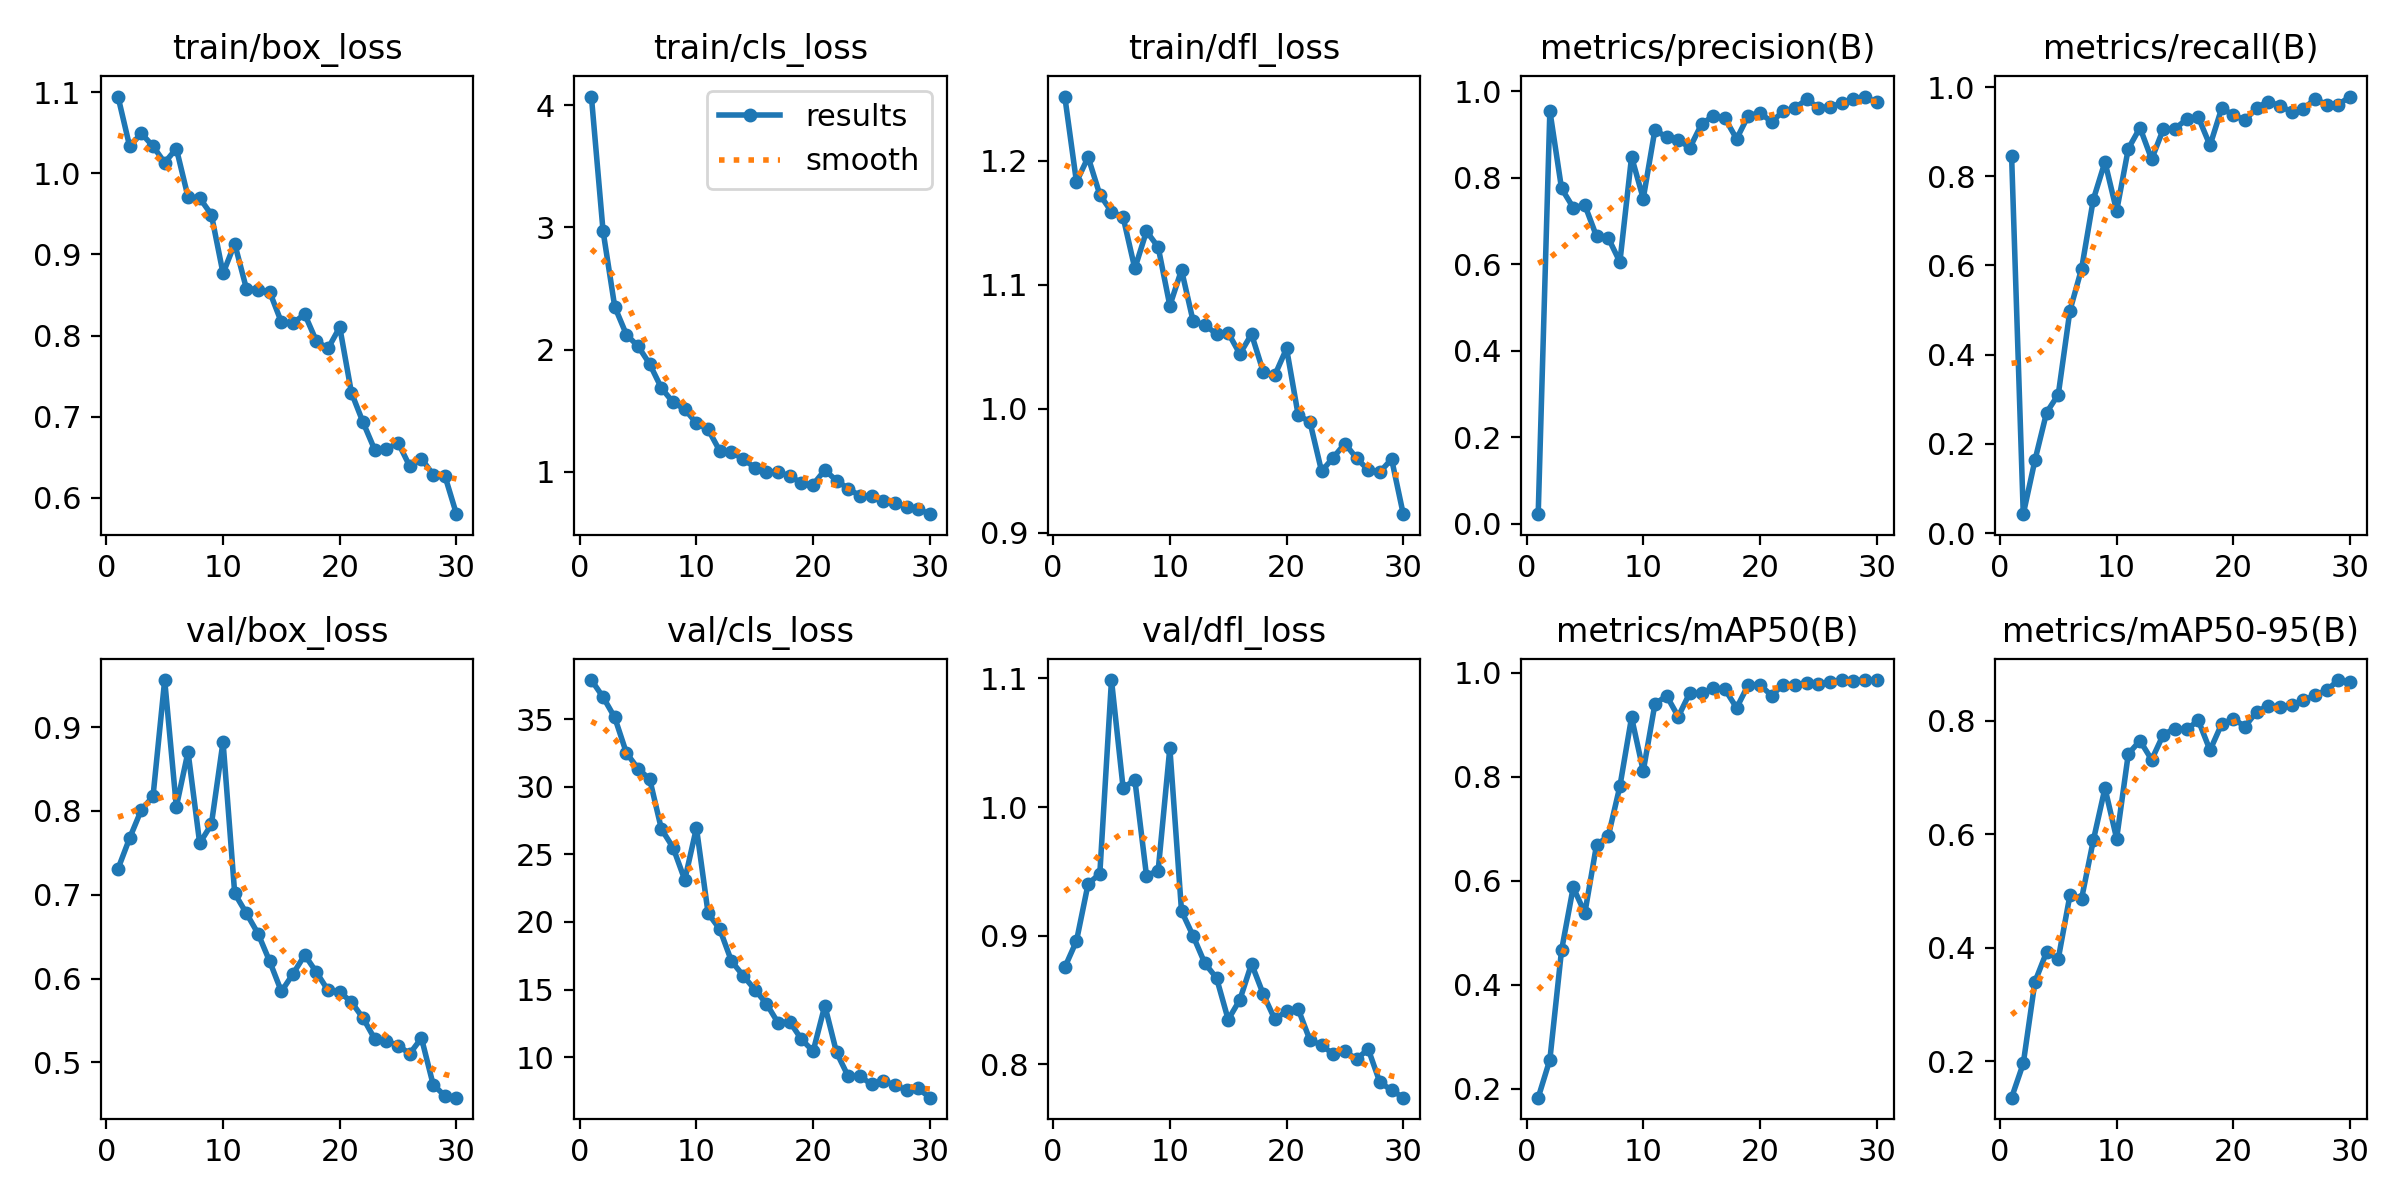 train/box_loss
train/cls_loss
train/dfl_loss
metrics/precision(B)
metrics/recall(B)
1.1
1.0
0.9
0.8
0.7
0.6
0 10 20 30
4
3
2
1
0 10 20 30
results
smooth
1.2
1.1
1.0
0.9
0 10 20 30
1.0
0.8
0.6
0.4
0.2
0.0
0 10 20 30
1.0
0.8
0.6
0.4
0.2
0.0
0 10 20 30
val/box_loss
val/cls_loss
val/dfl_loss
metrics/mAP50(B)
metrics/mAP50-95(B)
0.9
0.8
0.7
0.6
0.5
0 10 20 30
35
30
25
20
15
10
0 10 20 30
1.1
1.0
0.9
0.8
0 10 20 30
1.0
0.8
0.6
0.4
0.2
0 10 20 30
0.8
0.6
0.4
0.2
0 10 20 30